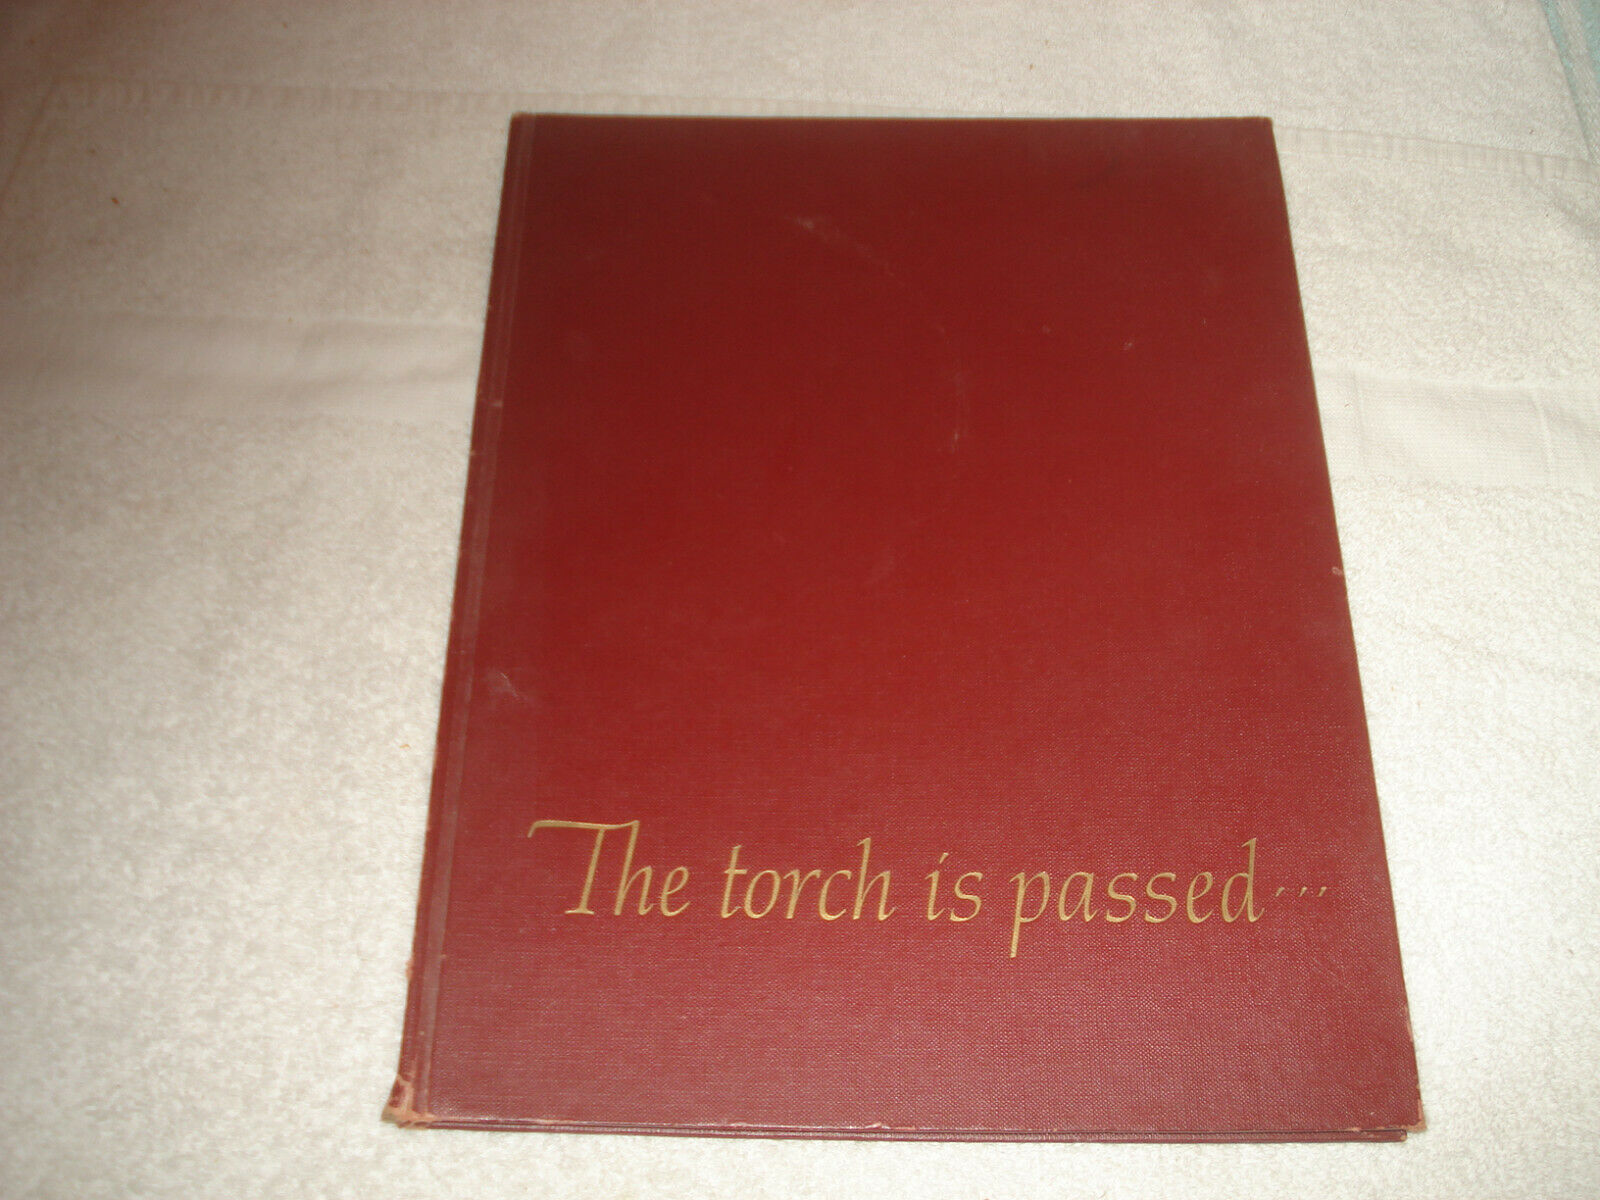 The torch is passed...